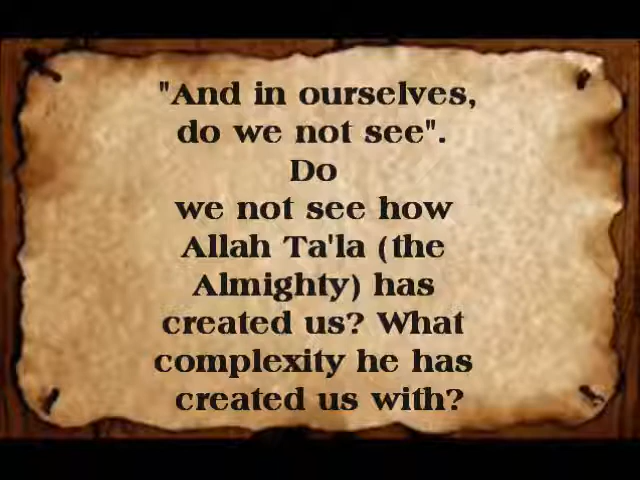 "And in ourselves,
do we not see".
Do
we not see how
Allah Ta'la (the
Almighty) has
created us? What
complexity he has
created us with?